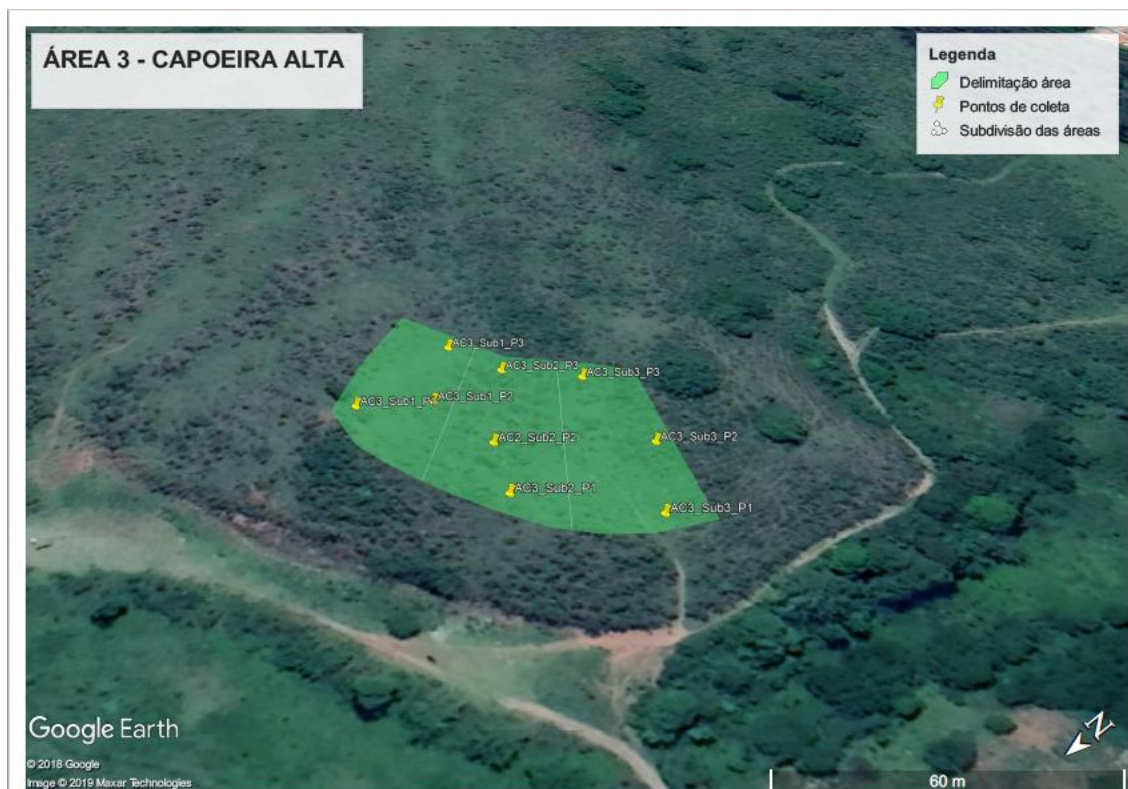 ÁREA 3 - CAPOEIRA ALTA
Legenda
Delimitação área
Pontos de coleta
Subdivisão das áreas
AC3_Sub1_P3
AC3_Sub2_P3
AC3_Sub3_P3
AC3_Sub1_P
AC3_Sub1_P2
AC2_Sub2_P2
AC3_Sub3_P2
AC3_Sub2_P1
AC3_Sub3_P1
Google Earth
© 2018 Google
Image © 2019 Maxar Technologies
N
60 m